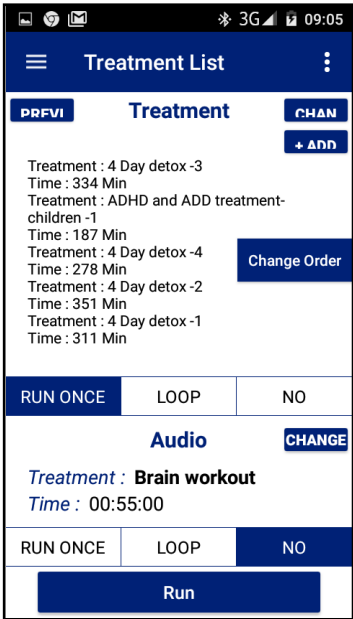 3G 09:05
Treatment List
PREVI Treatment CHAN
+ ADD
Treatment : 4 Day detox -3
Time : 334 Min
Treatment : ADHD and ADD treatment-
children -1
Time : 187 Min
Treatment : 4 Day detox -4
Time : 278 Min
Change Order
Treatment : 4 Day detox -2
Time : 351 Min
Treatment : 4 Day detox -1
Time : 311 Min
RUN ONCE LOOP NO
Audio CHANGE
Treatment : Brain workout
Time : 00:55:00
RUN ONCE LOOP NO
Run